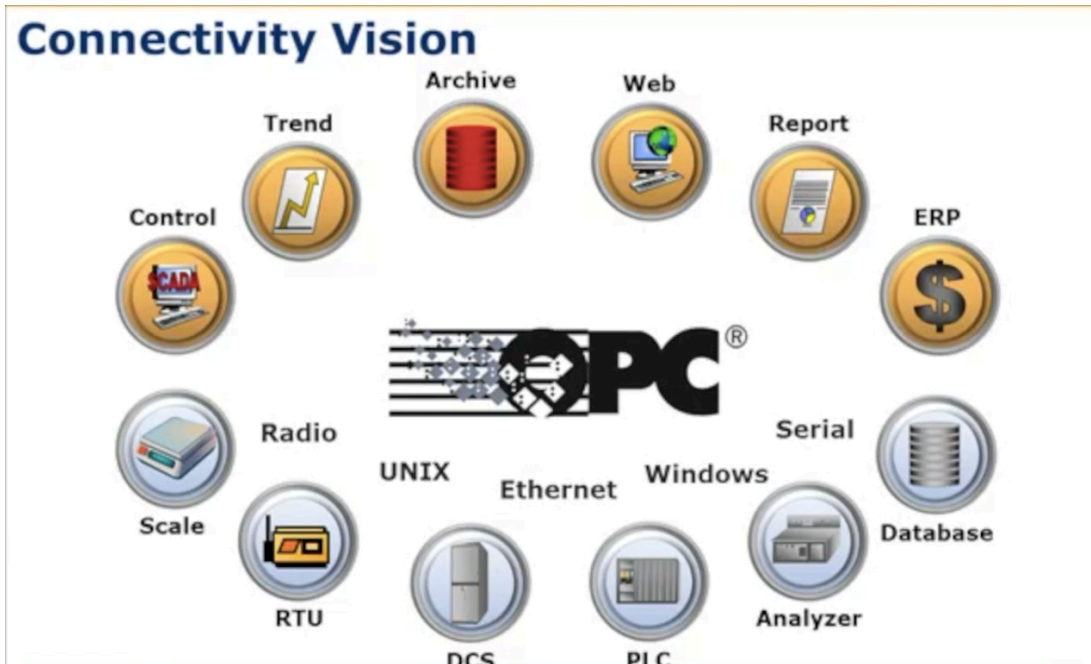 Connectivity Vision
Archive
Web
Trend
Report
Control
ERP
SCADA
$
OPC®
Radio
Serial
UNIX
Ethernet
Windows
Scale
Database
RTU
Analyzer
DCS
PLC